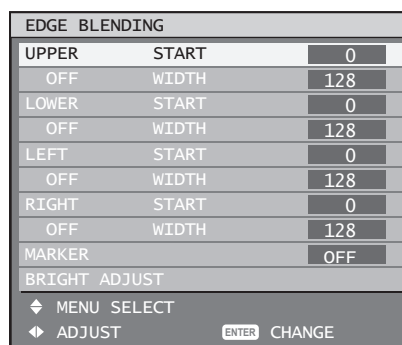 EDGE BLENDING
UPPER START 0
OFF WIDTH 128
LOWER START 0
OFF WIDTH 128
LEFT START 0
OFF WIDTH 128
RIGHT START 0
OFF WIDTH 128
MARKER OFF
BRIGHT ADJUST
MENU SELECT
ADJUST ENTER CHANGE